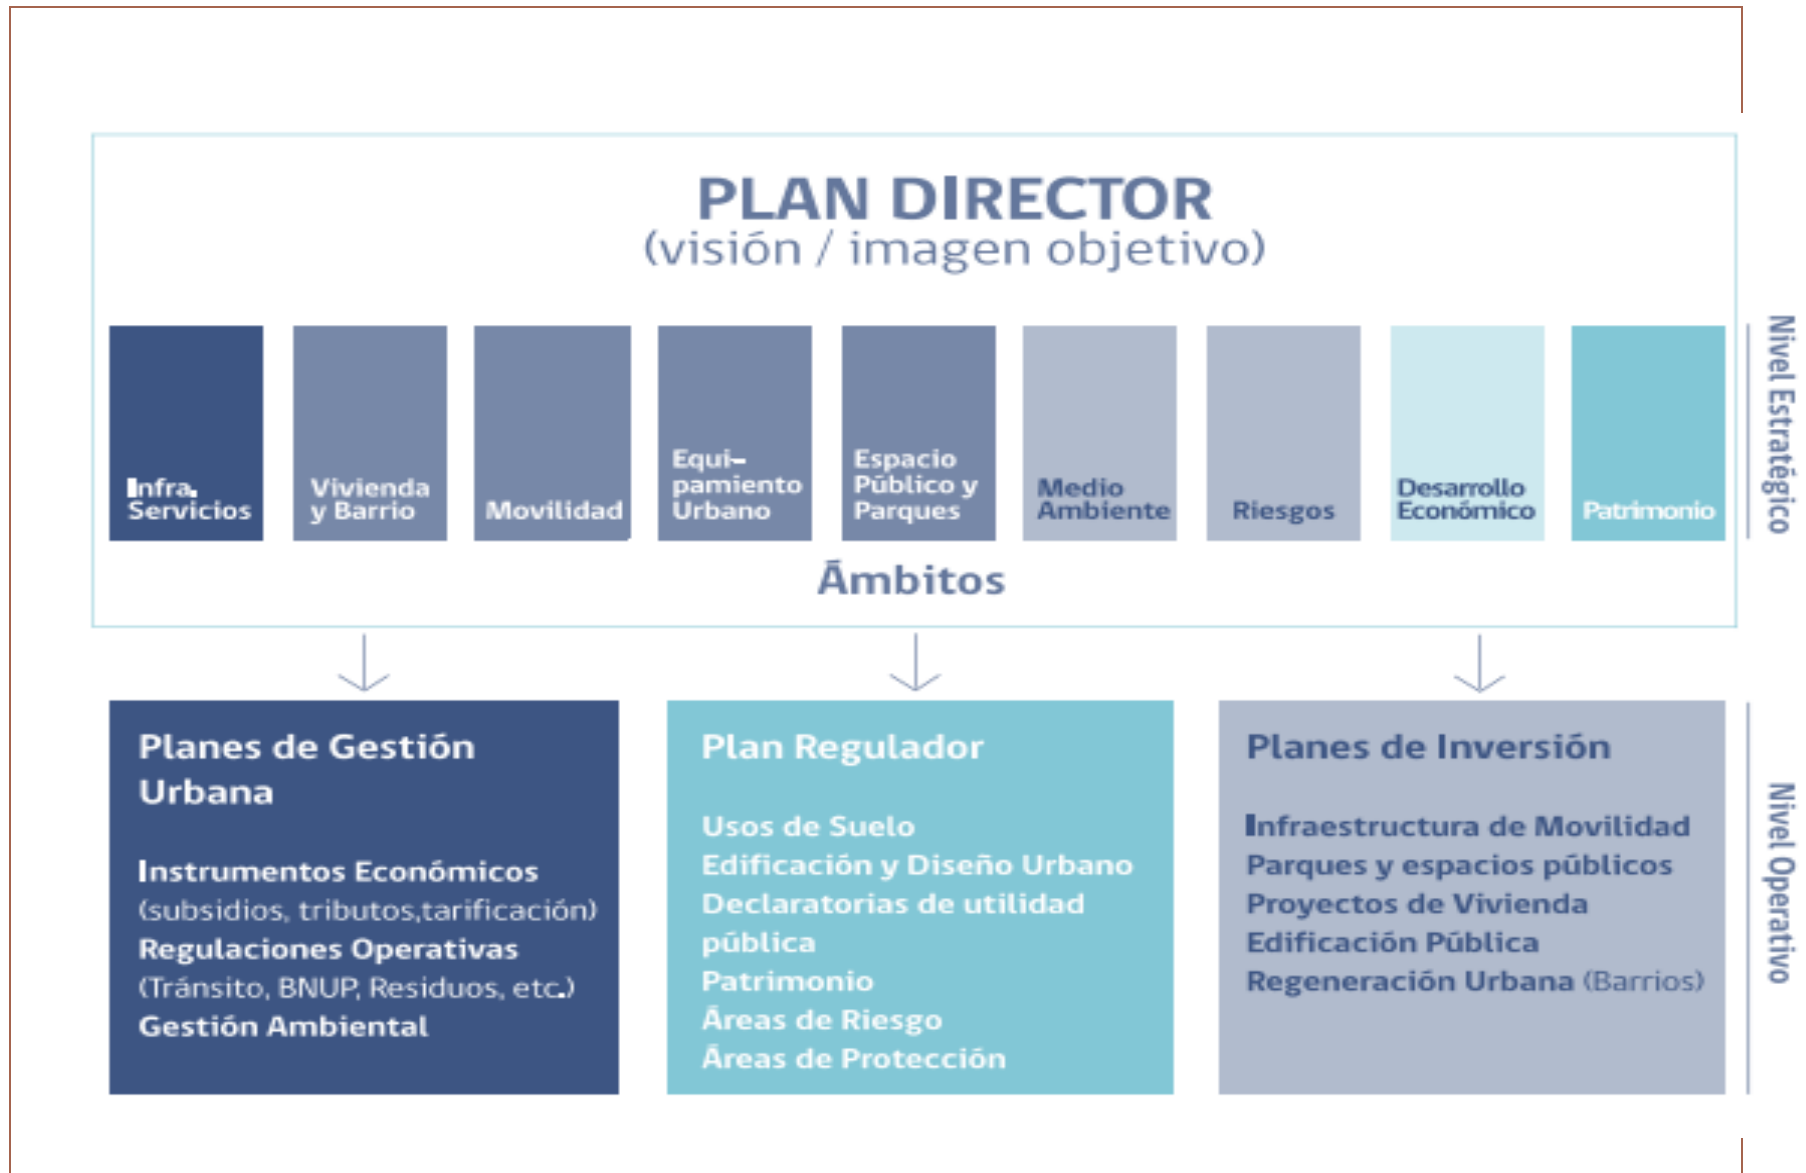 PLAN DIRECTOR
(visión / imagen objetivo)
Infra.
Servicios
Vivienda
y Barrio
Movilidad
Equi–
pamiento
Urbano
Espacio
Público y
Parques
Medio
Ambiente
Riesgos
Desarrollo
Económico
Patrimonio
Nivel Estratégico
Ámbitos
Planes de Gestión
Urbana
Instrumentos Económicos
(subsidios, tributos,tarificación)
Regulaciones Operativas
(Tránsito, BNUP, Residuos, etc.)
Gestión Ambiental
Plan Regulador
Usos de Suelo
Edificación y Diseño Urbano
Declaratorias de utilidad
pública
Patrimonio
Áreas de Riesgo
Áreas de Protección
Planes de Inversión
Infraestructura de Movilidad
Parques y espacios públicos
Proyectos de Vivienda
Edificación Pública
Regeneración Urbana (Barrios)
Nivel Operativo